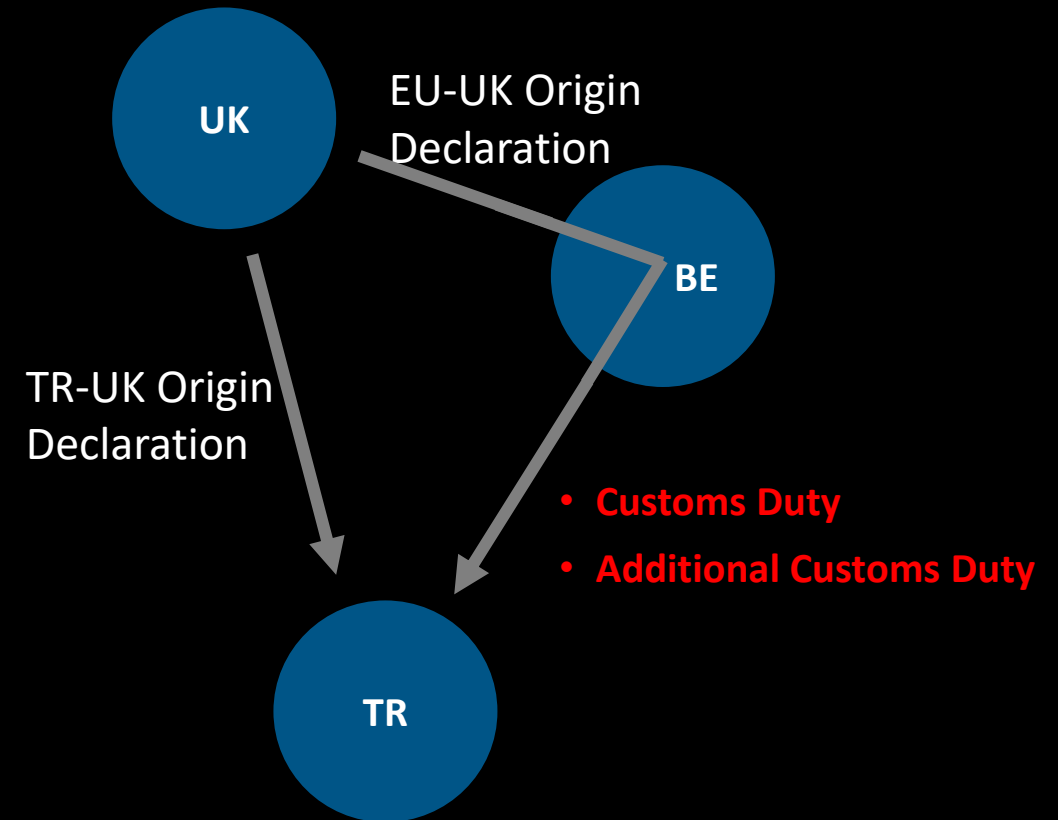 UK
EU-UK Origin
Declaration
BE
TR-UK Origin
Declaration
• Customs Duty
• Additional Customs Duty
TR